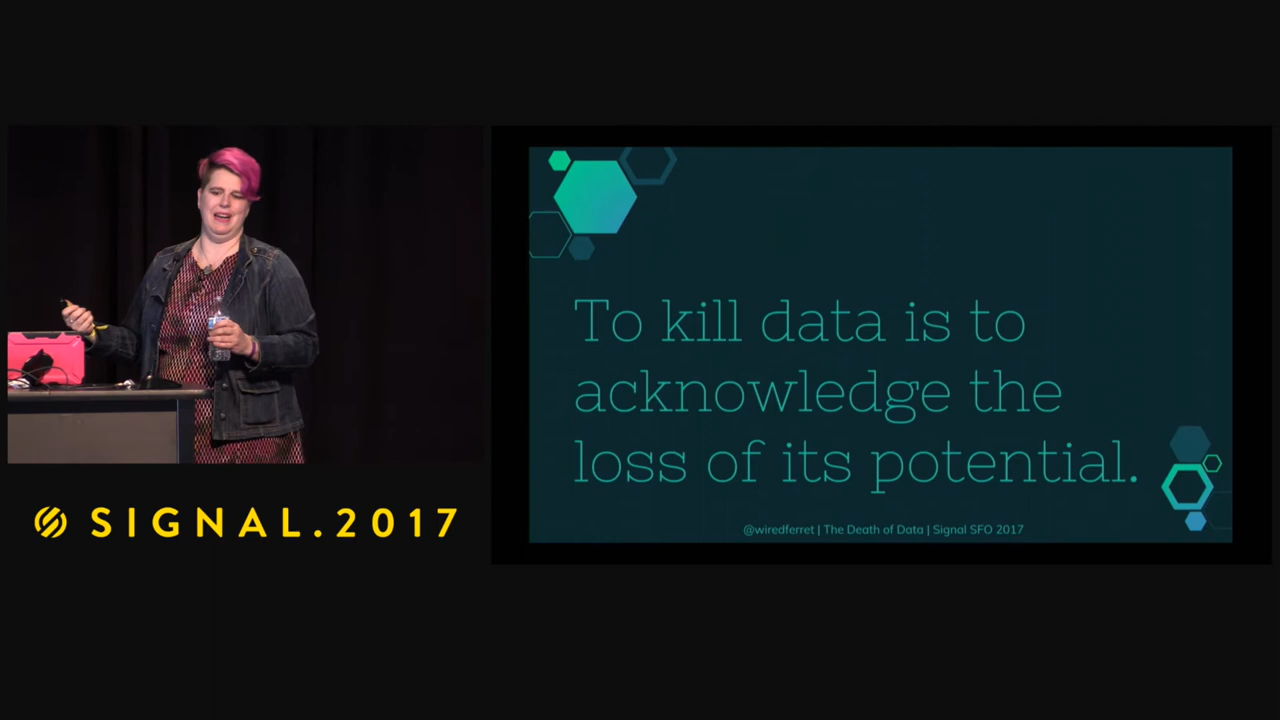 SIGNAL.2017
To kill data is to
acknowledge the
loss of its potential.
@wiredferret | The Death of Data | Signal SFO 2017